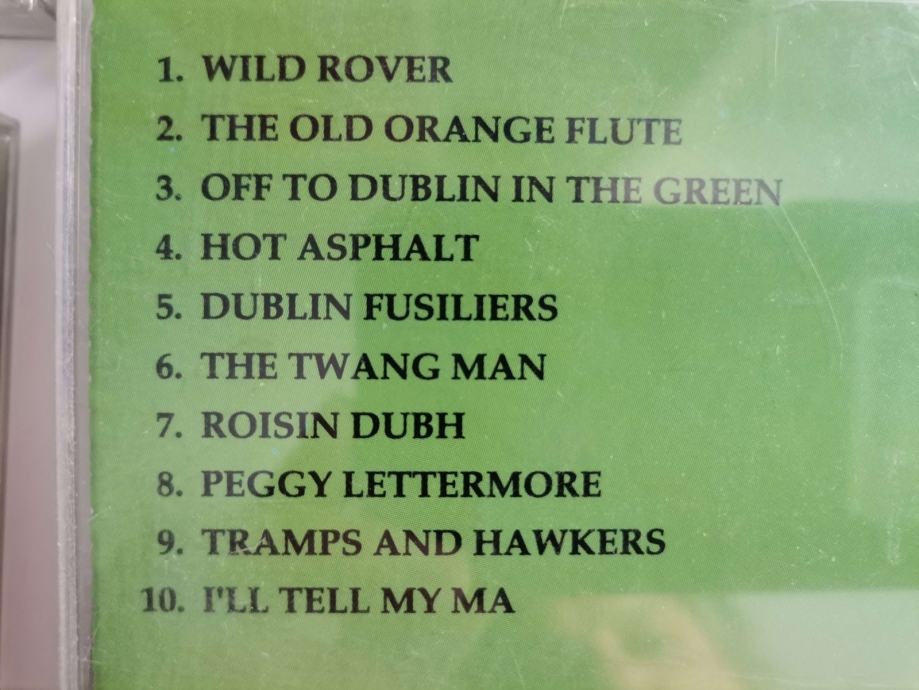 1. WILD ROVER
2. THE OLD ORANGE FLUTE
3. OFF TO DUBLIN IN THE GREEN
4. HOT ASPHALT
5. DUBLIN FUSILIERS
6. THE TWANG MAN
7. ROISIN DUBH
8. PEGGY LETTERMORE
9. TRAMPS AND HAWKERS
10. I'LL TELL MY MA